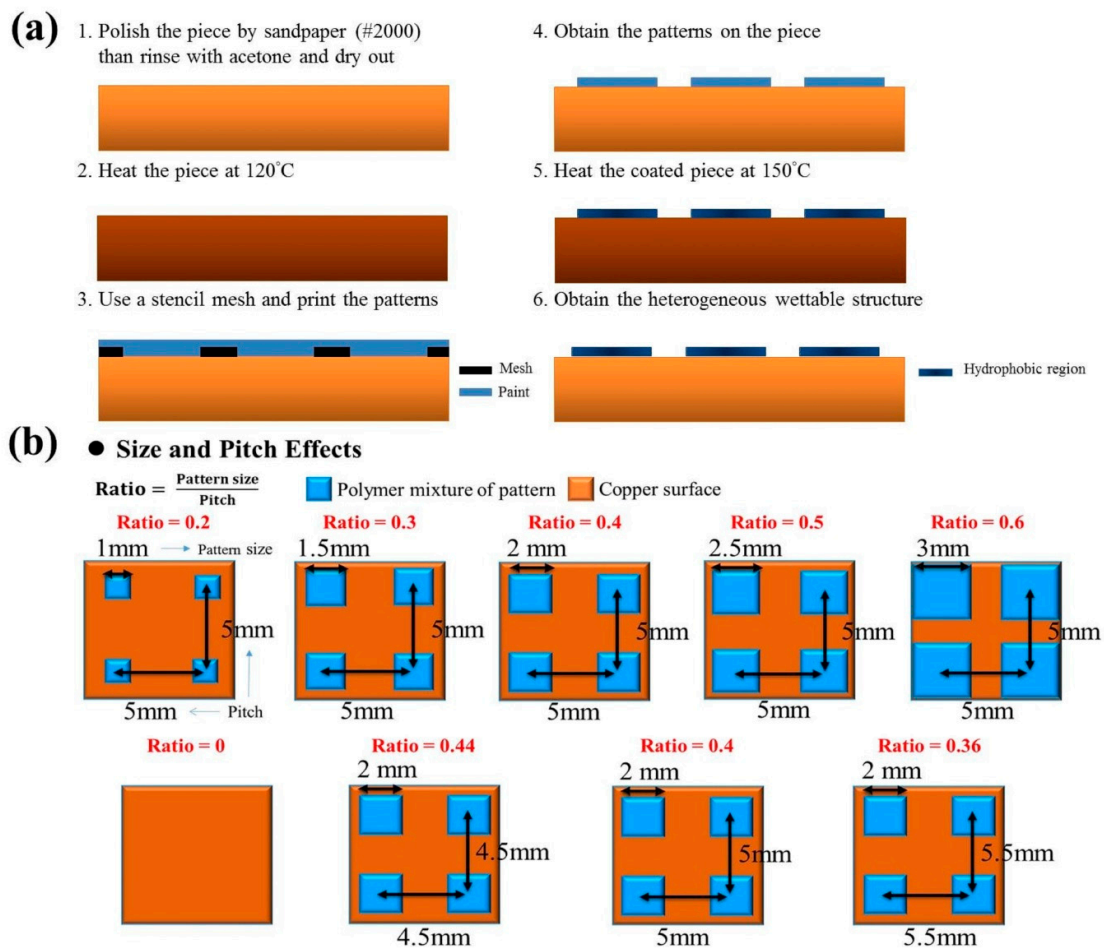 (a)
1. Polish the piece by sandpaper (#2000)
than rinse with acetone and dry out
2. Heat the piece at 120°C
3. Use a stencil mesh and print the patterns
Mesh
Paint
4. Obtain the patterns on the piece
5. Heat the coated piece at 150°C
6. Obtain the heterogeneous wettable structure
Hydrophobic region
(b)
● Size and Pitch Effects
Ratio = Pattern size / Pitch
Polymer mixture of pattern
Copper surface
Ratio = 0.2
1mm
Pattern size
5mm
5mm
Pitch
Ratio = 0.3
1.5mm
5mm
5mm
Ratio = 0.4
2 mm
5mm
5mm
Ratio = 0.5
2.5mm
5mm
5mm
Ratio = 0.6
3mm
5mm
5mm
Ratio = 0
Ratio = 0.44
2 mm
4.5mm
4.5mm
Ratio = 0.4
2 mm
5mm
5mm
Ratio = 0.36
2 mm
5.5mm
5.5mm